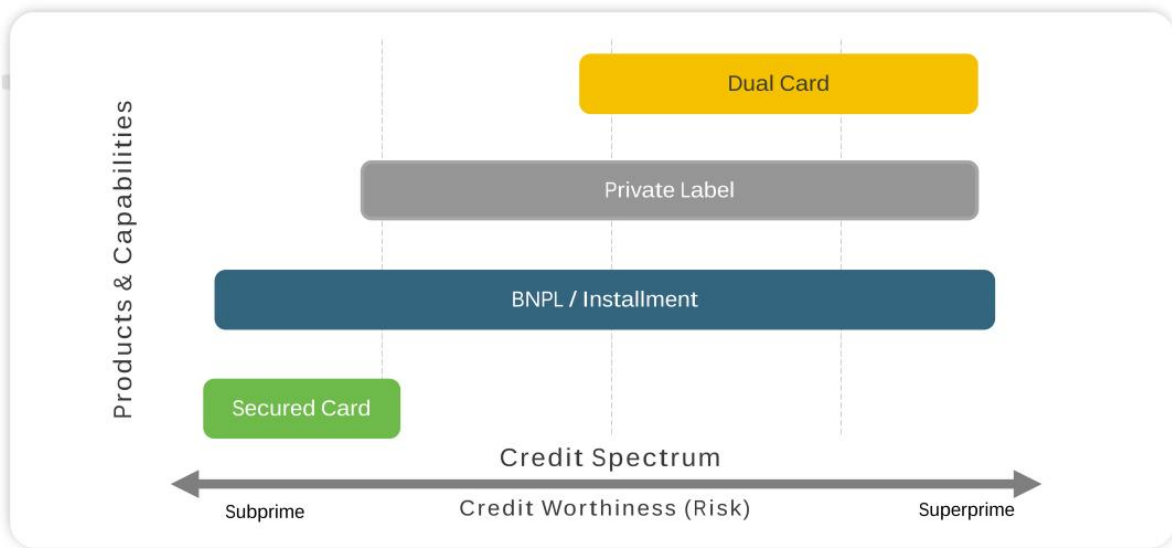 Products & Capabilities
Dual Card
Private Label
BNPL / Installment
Secured Card
Credit Spectrum
Credit Worthiness (Risk)
Subprime
Superprime